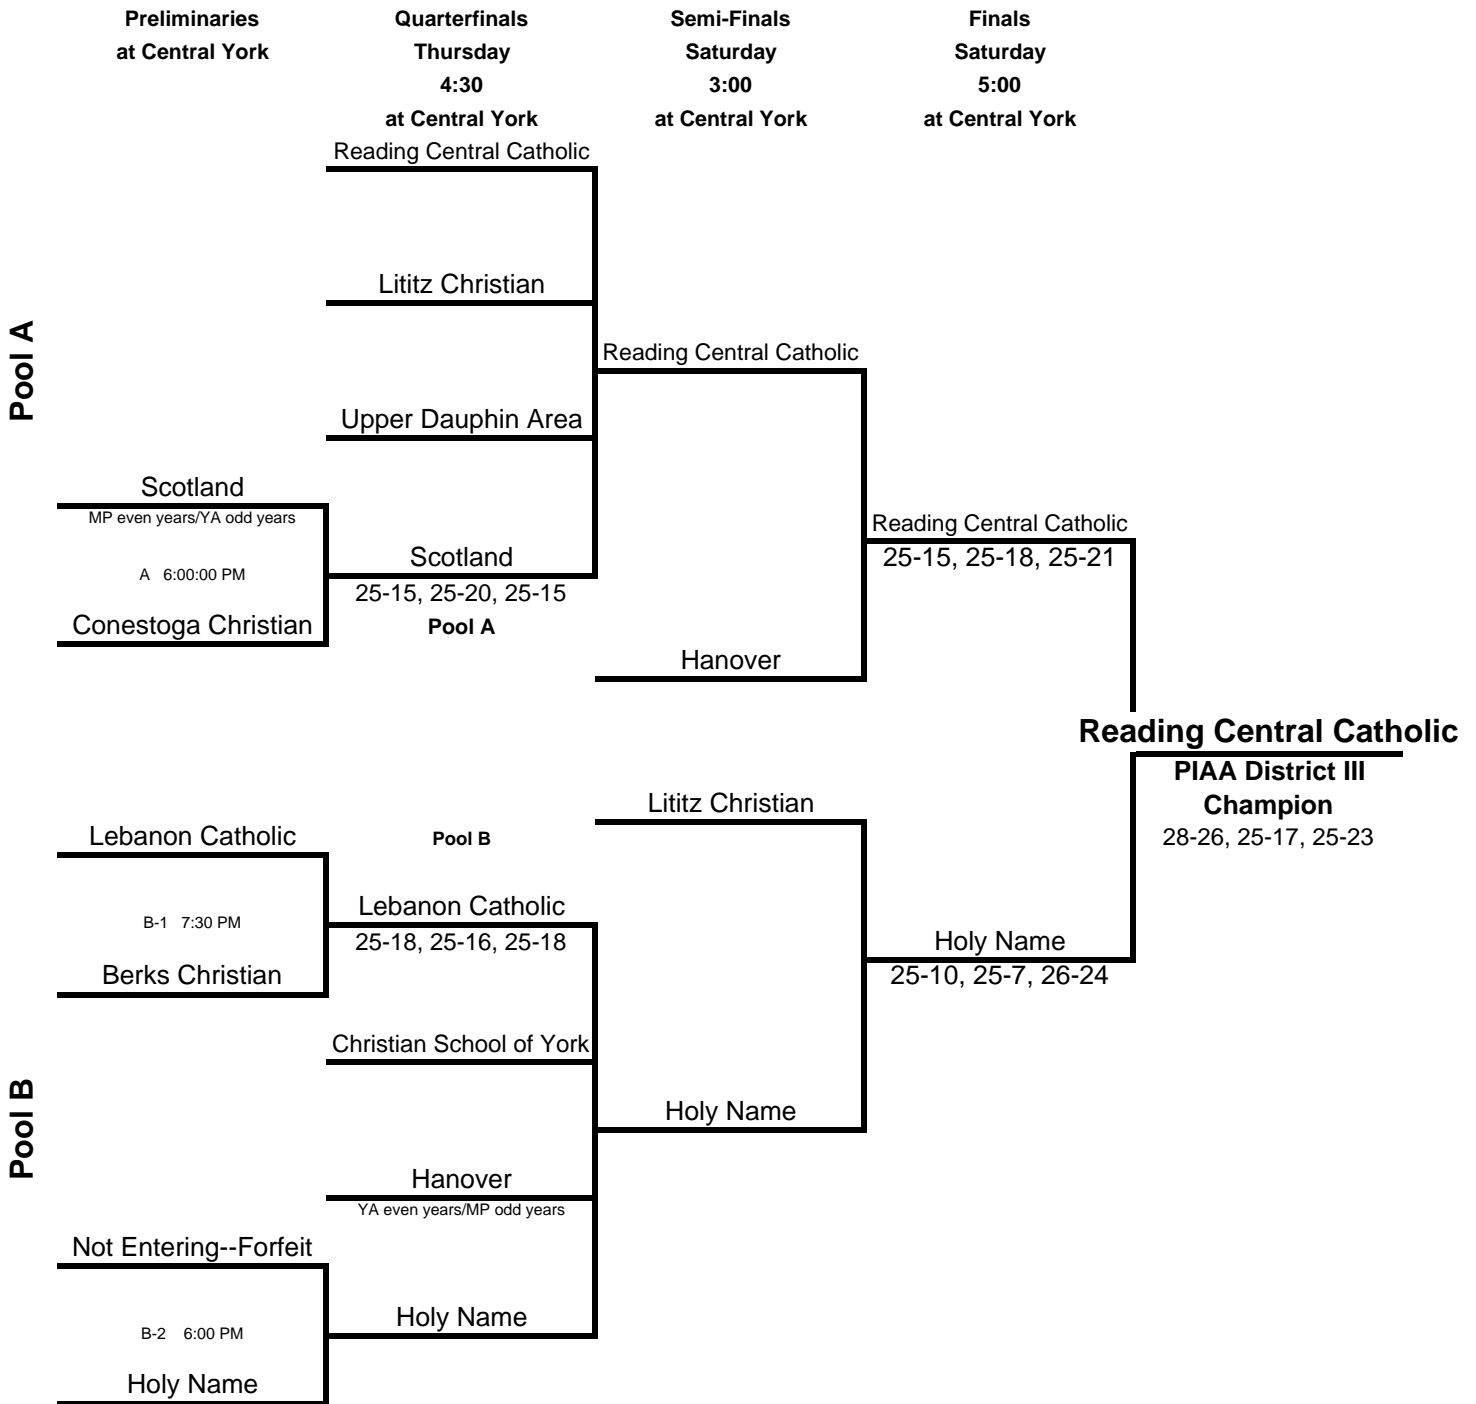 Preliminaries
at Central York
Quarterfinals
Thursday
4:30
at Central York
Semi-Finals
Saturday
3:00
at Central York
Finals
Saturday
5:00
at Central York
Reading Central Catholic
Lititz Christian
Pool A
Reading Central Catholic
Upper Dauphin Area
Scotland
MP even years/YA odd years
A 6:00:00 PM
Conestoga Christian
Scotland
25-15, 25-20, 25-15
Pool A
Reading Central Catholic
25-15, 25-18, 25-21
Hanover
Reading Central Catholic
PIAA District III
Champion
28-26, 25-17, 25-23
Lititz Christian
Lebanon Catholic
Pool B
B-1 7:30 PM
Lebanon Catholic
25-18, 25-16, 25-18
Berks Christian
Holy Name
25-10, 25-7, 26-24
Christian School of York
Pool B
Holy Name
Hanover
YA even years/MP odd years
Not Entering--Forfeit
B-2 6:00 PM
Holy Name
Holy Name